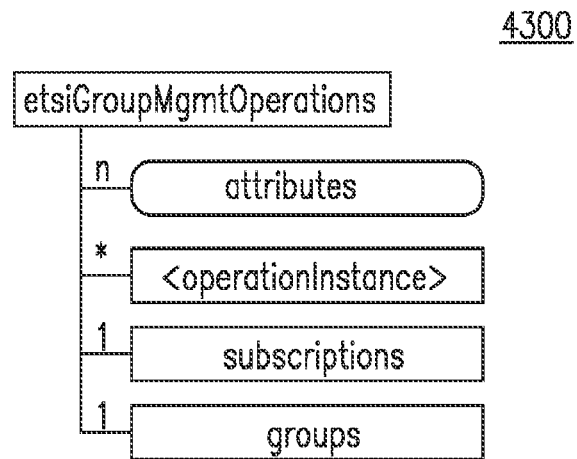 4300
etsiGroupMgmtOperations
n
attributes
*
<operationInstance>
1
subscriptions
1
groups